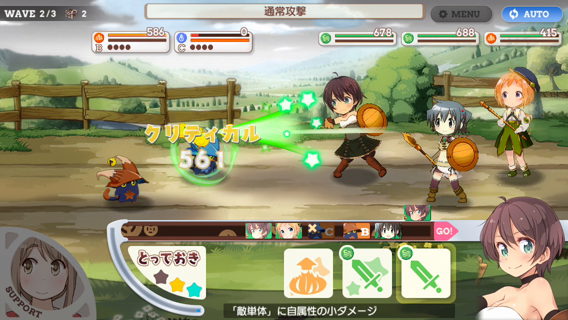 WAVE 2/3 2
通常攻撃
MENU
AUTO
586
B
0
C
678
688
415
クリティカル
561
C
B
GO!
とっておき
SUPPORT
「敵単体」に自属性の小ダメージ